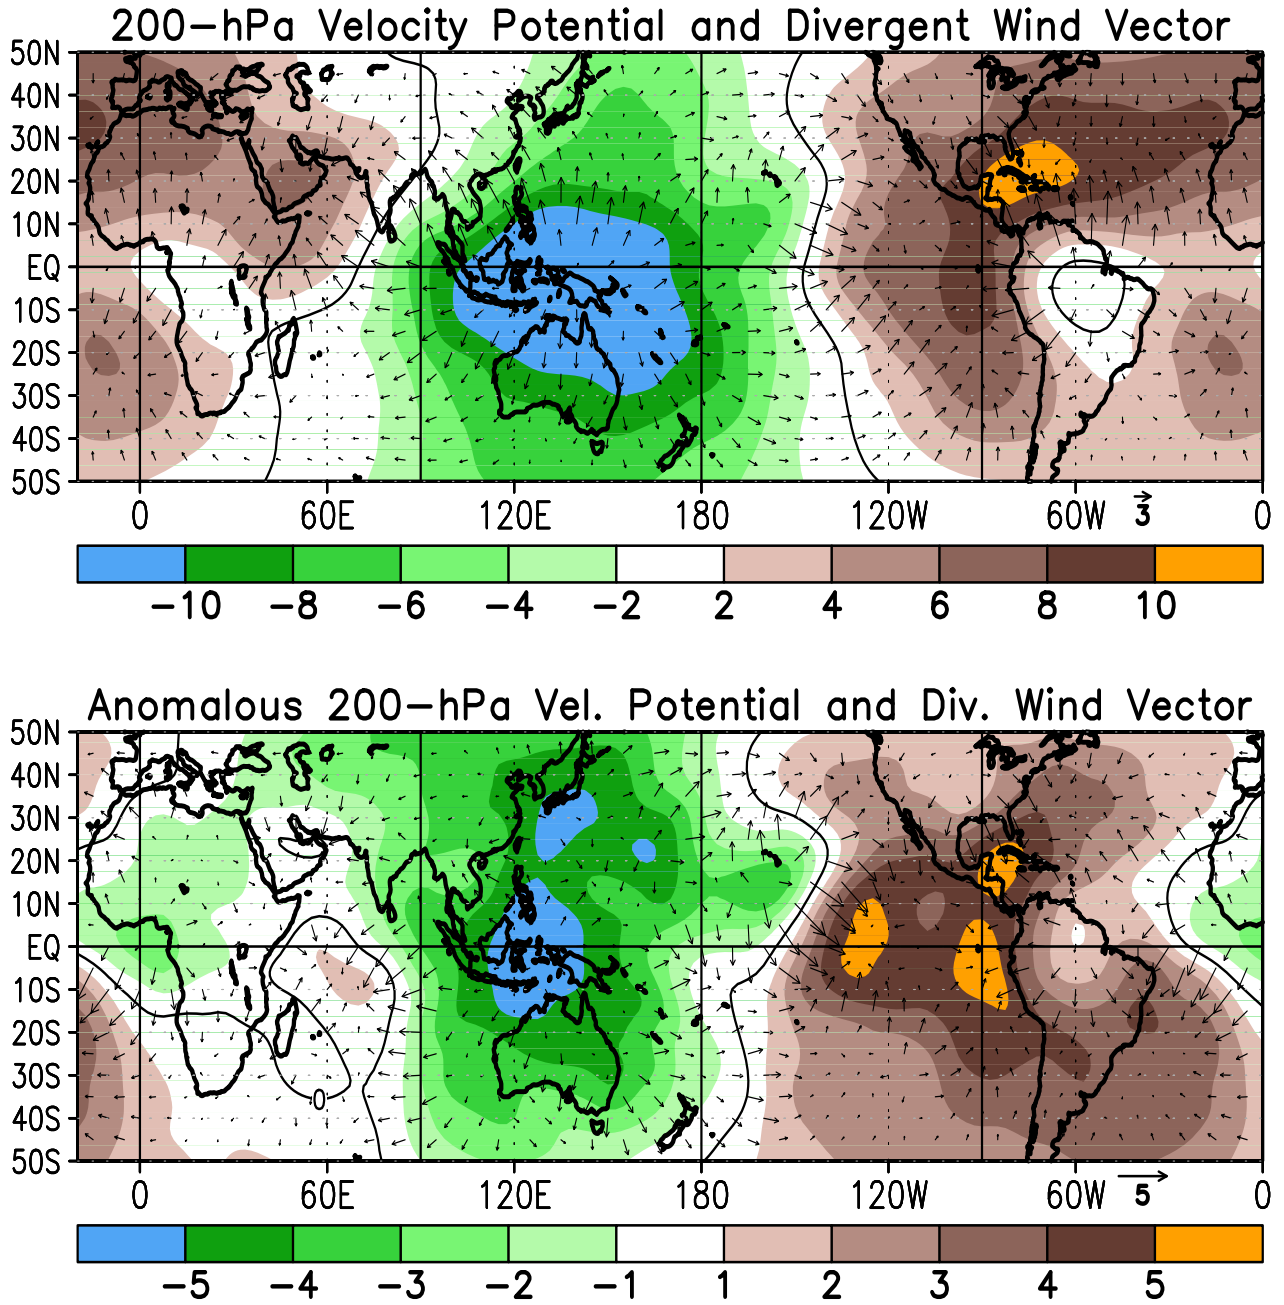 200-hPa Velocity Potential and Divergent Wind Vector
50N
40N
30N
20N
10N
EQ
10S
20S
30S
40S
50S
0 60E 120E 180 120W 60W 3 0
-10 -8 -6 -4 -2 2 4 6 8 10
Anomalous 200-hPa Vel. Potential and Div. Wind Vector
50N
40N
30N
20N
10N
EQ
10S
20S
30S
40S
50S
0
0 60E 120E 180 120W 60W 5 0
-5 -4 -3 -2 -1 1 2 3 4 5